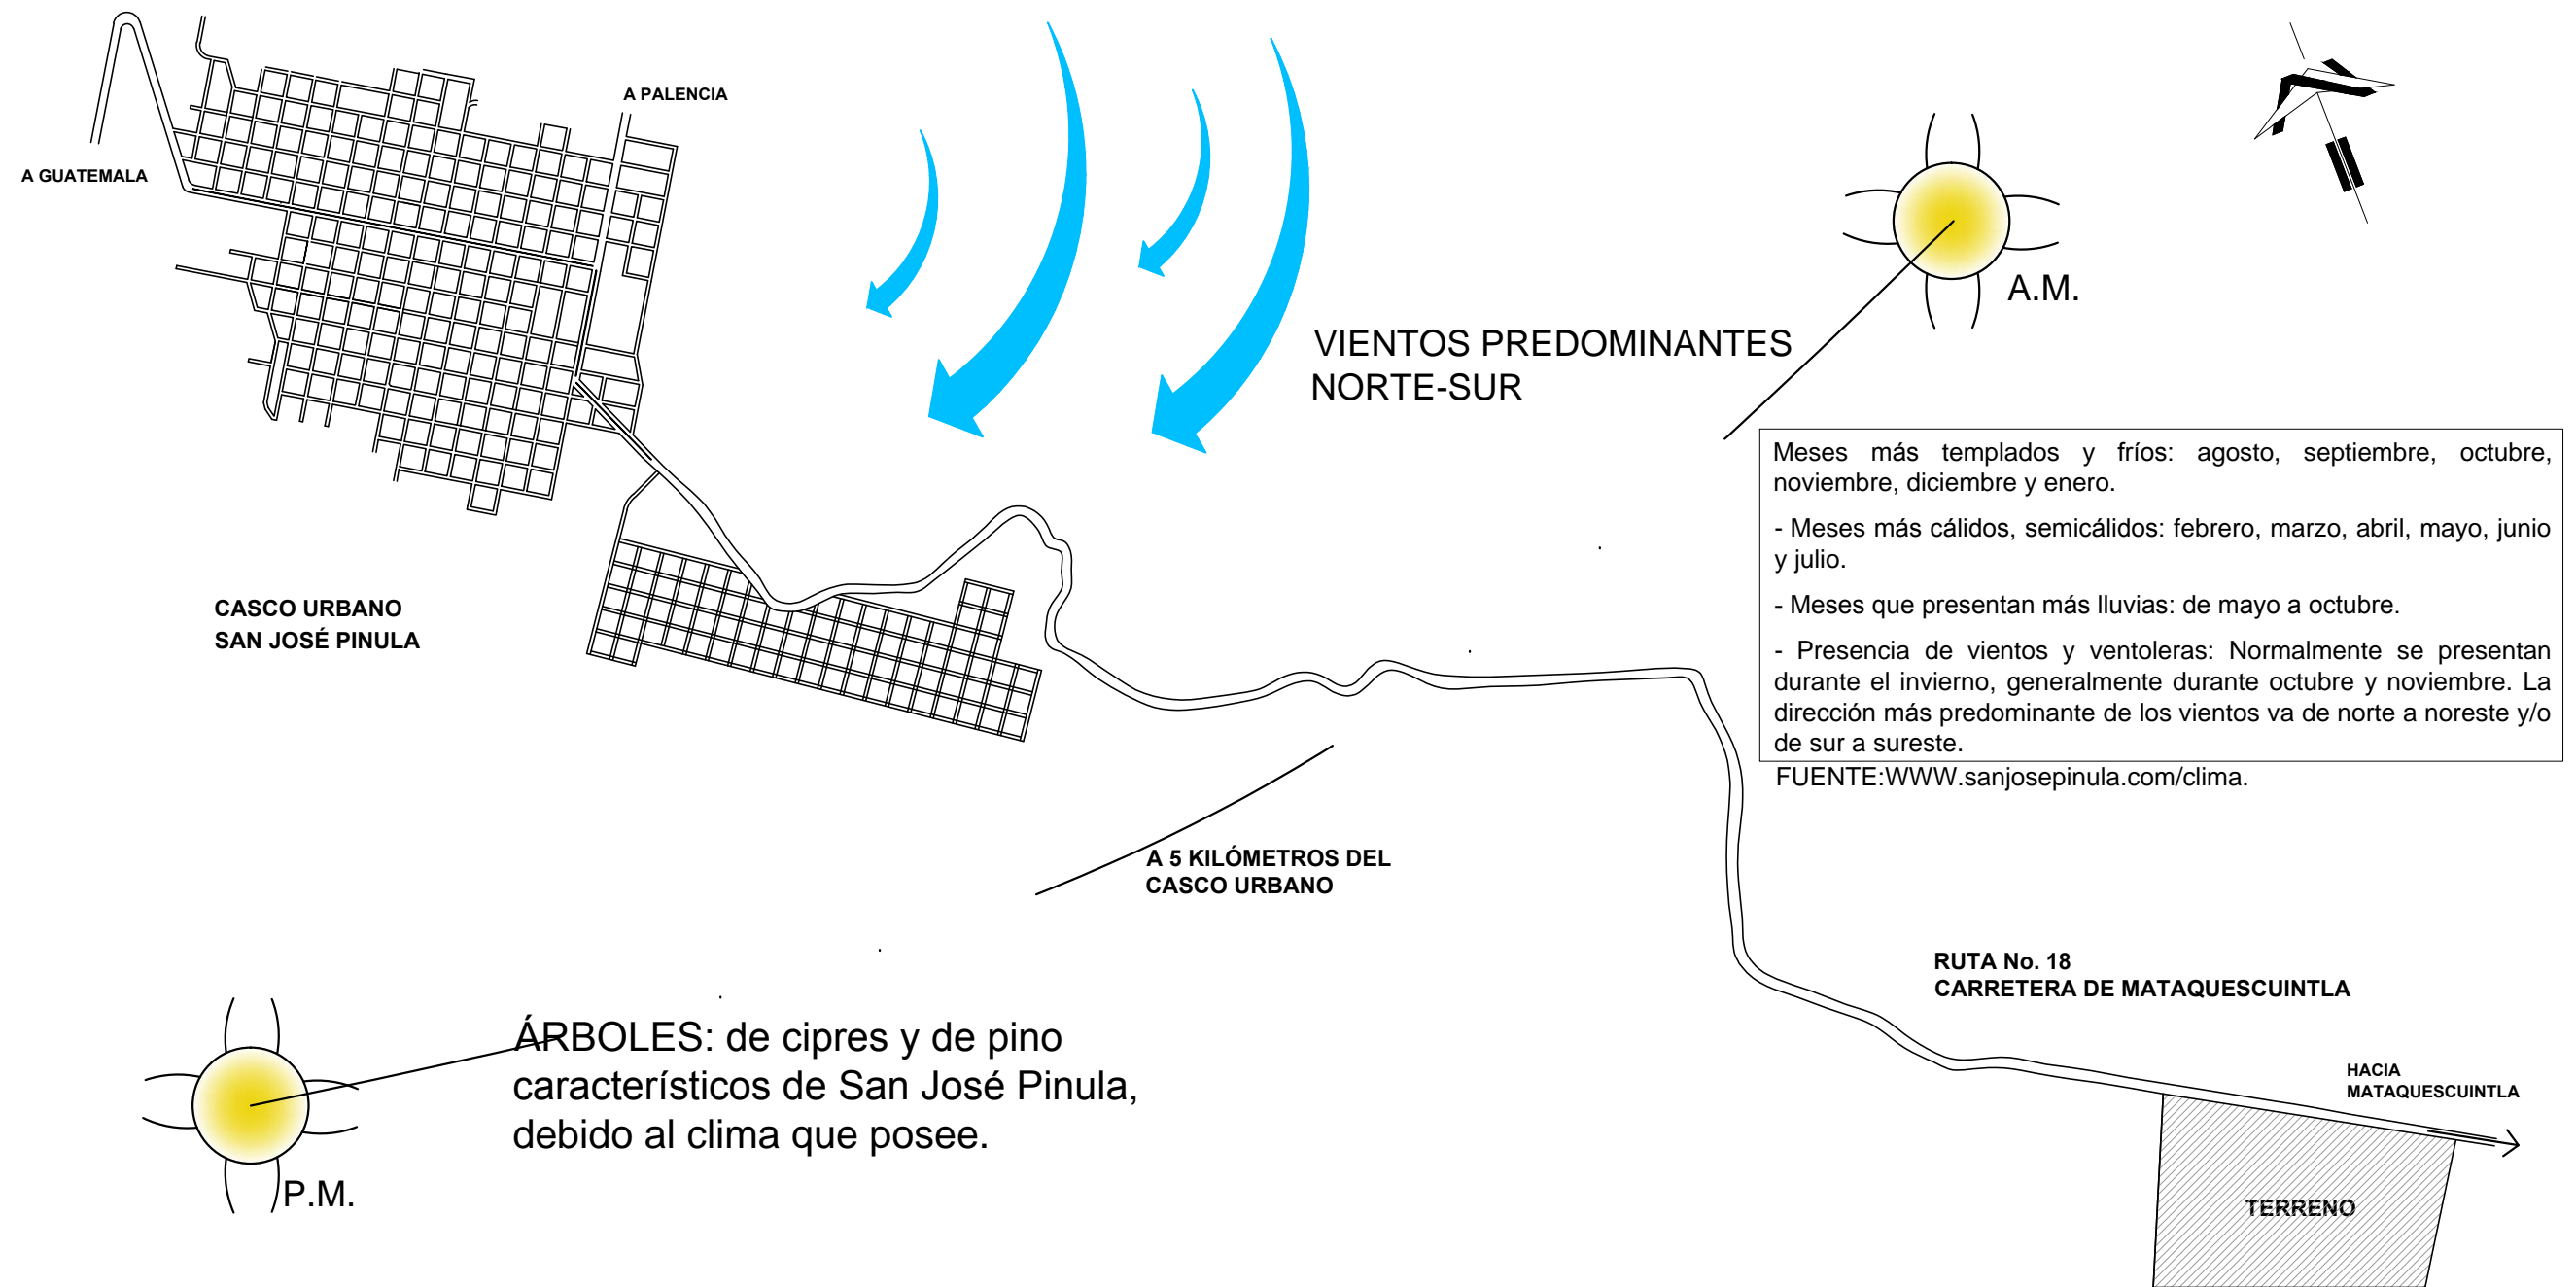 A PALENCIA
A GUATEMALA
A.M.
VIENTOS PREDOMINANTES
NORTE-SUR
Meses más templados y fríos: agosto, septiembre, octubre,
noviembre, diciembre y enero.
- Meses más cálidos, semicálidos: febrero, marzo, abril, mayo, junio
y julio.
- Meses que presentan más lluvias: de mayo a octubre.
- Presencia de vientos y ventoleras: Normalmente se presentan
durante el invierno, generalmente durante octubre y noviembre. La
dirección más predominante de los vientos va de norte a noreste y/o
de sur a sureste.
FUENTE:WWW.sanjosepinula.com/clima.
CASCO URBANO
SAN JOSÉ PINULA
A 5 KILÓMETROS DEL
CASCO URBANO
RUTA No. 18
CARRETERA DE MATAQUESCUINTLA
ÁRBOLES: de cipres y de pino
característicos de San José Pinula,
debido al clima que posee.
P.M.
HACIA
MATAQUESCUINTLA
TERRENO